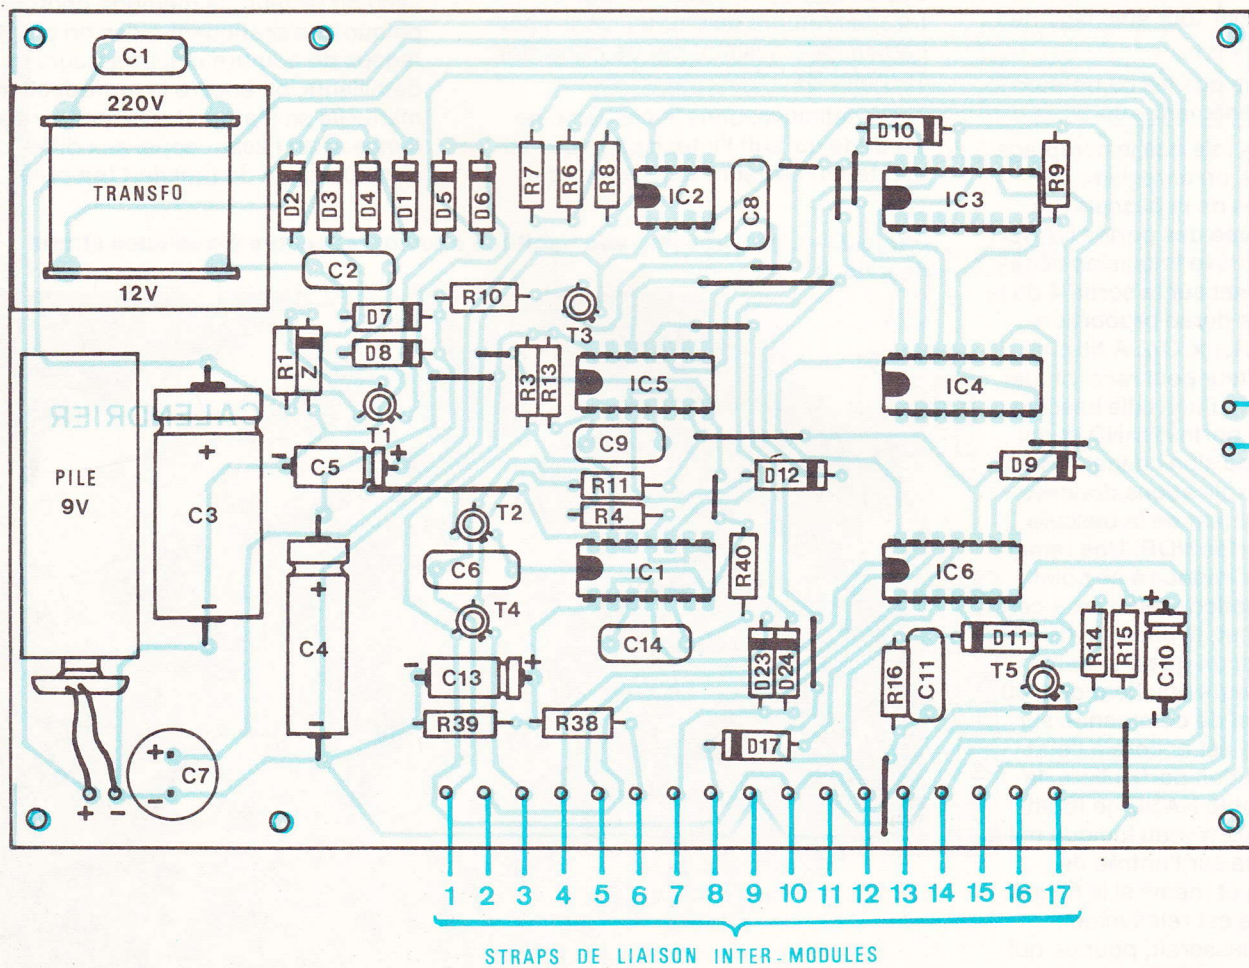 C1
220V
TRANSFO
12V
D2
D3
D4
D1
D5
D6
R7
R6
R8
IC2
C8
D10
IC3
R9
C2
D7
R10
T3
D8
R1
Z
R3
R13
IC5
IC4
T1
CALENDRIER
PILE
9V
C3
- C5 +
C9
D12
D9
R11
R4
T2
C6
IC1
R40
IC6
T4
C4
C14
D23
D24
R16
C11
D11
T5
R14
R15
C10
- C13 +
R39
R38
D17
C7
+ -
1 2 3 4 5 6 7 8 9 10 11 12 13 14 15 16 17
STRAPS DE LIAISON INTER-MODULES